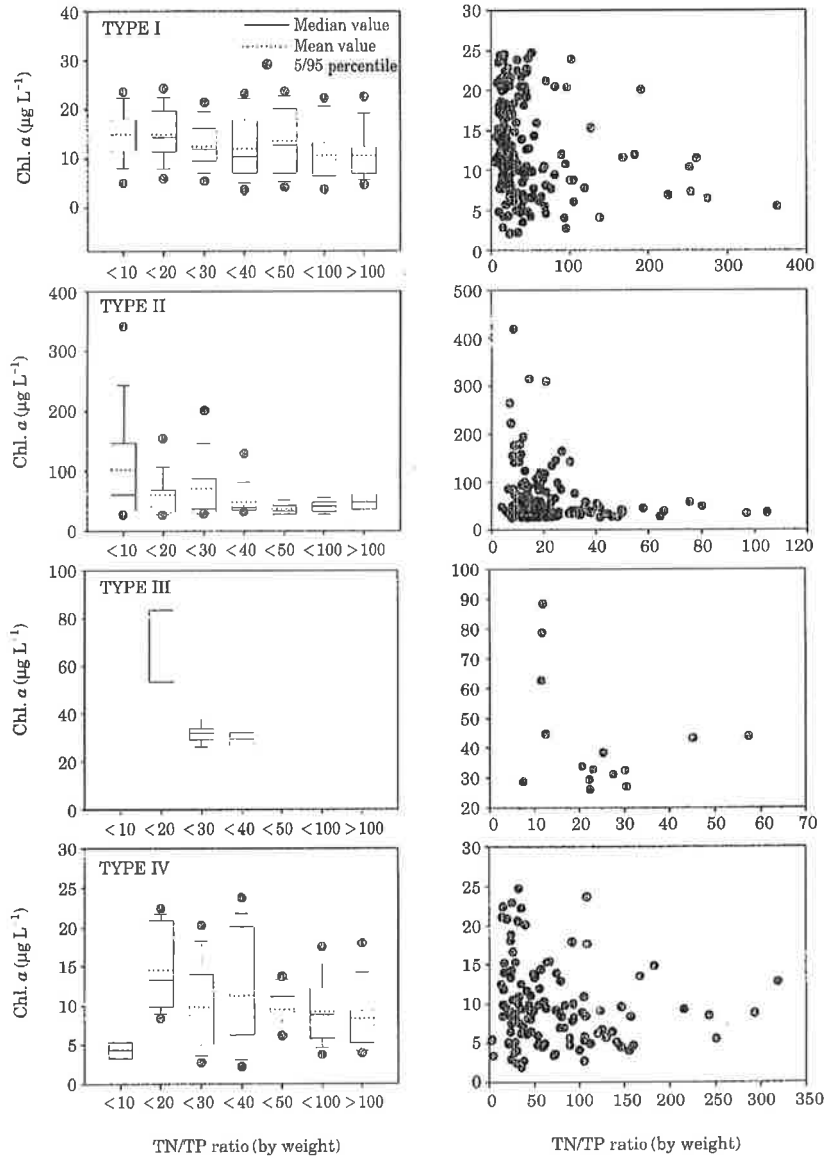 TYPE I
Median value
Mean value
5/95 percentile
Chl. a (µg L⁻¹)
40
30
20
10
0
<10 <20 <30 <40 <50 <100 >100
30
25
20
15
10
5
0
0 100 200 300 400
TYPE II
Chl. a (µg L⁻¹)
400
300
200
100
0
<10 <20 <30 <40 <50 <100 >100
500
400
300
200
100
0
0 20 40 60 80 100 120
TYPE III
Chl. a (µg L⁻¹)
100
80
60
40
20
0
<10 <20 <30 <40 <50 <100 >100
100
90
80
70
60
50
40
30
20
0 10 20 30 40 50 60 70
TYPE IV
Chl. a (µg L⁻¹)
30
25
20
15
10
5
0
<10 <20 <30 <40 <50 <100 >100
30
25
20
15
10
5
0
0 50 100 150 200 250 300 350
TN/TP ratio (by weight)
TN/TP ratio (by weight)